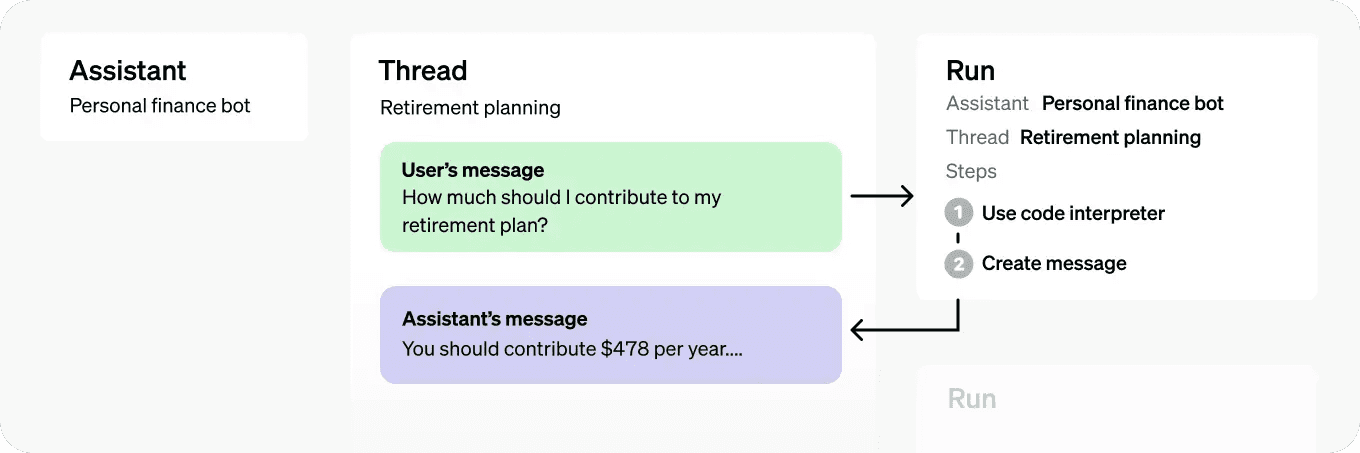 Assistant
Personal finance bot
Thread
Retirement planning
User’s message
How much should I contribute to my
retirement plan?
Assistant’s message
You should contribute $478 per year....
Run
Assistant Personal finance bot
Thread Retirement planning
Steps
1 Use code interpreter
2 Create message
Run